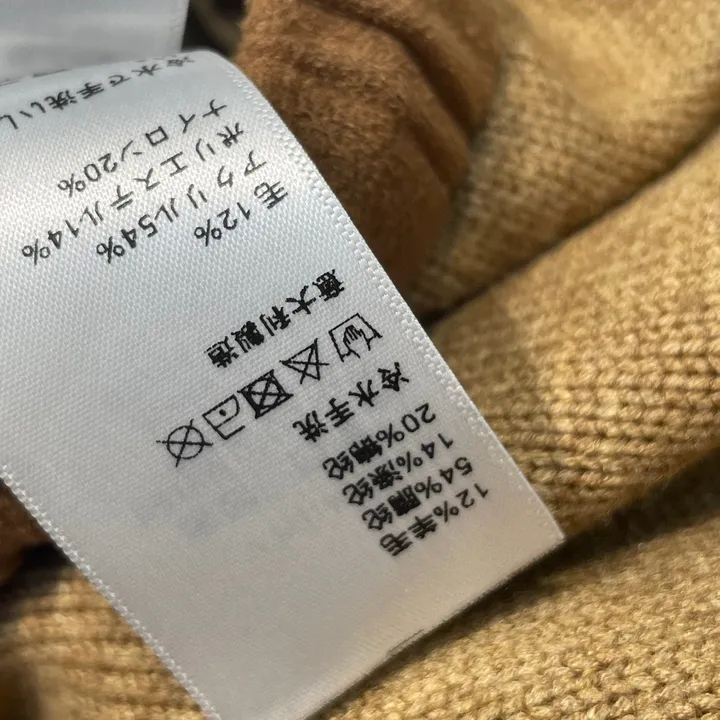 12%羊毛
54%腈纶
14%涤纶
20%锦纶
冷水手洗
意大利製造
毛 12%
アクリル54%
ポリエステル14%
ナイロン20%
冷水で手洗いし